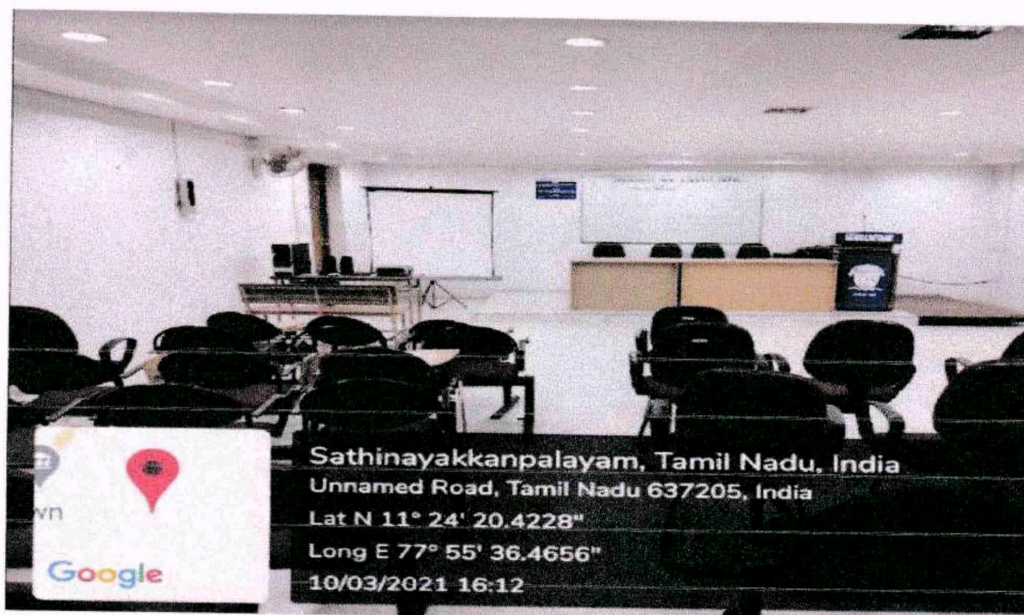 Sathinayakkanpalayam, Tamil Nadu, India
Unnamed Road, Tamil Nadu 637205, India
Lat N 11° 24' 20.4228"
Long E 77° 55' 36.4656"
10/03/2021 16:12
wn
Google